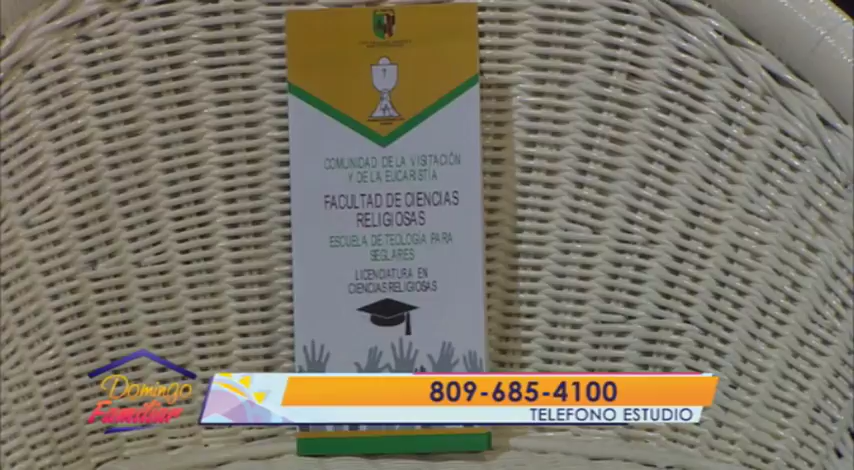 COMUNIDAD DE LA VISITACIÓN
Y DE LA EUCARISTÍA
FACULTAD DE CIENCIAS
RELIGIOSAS
ESCUELA DE TEOLOGÍA PARA
SEGLARES
LICENCIATURA EN
CIENCIAS RELIGIOSAS
Domingo
Familiar
809-685-4100
TELEFONO ESTUDIO